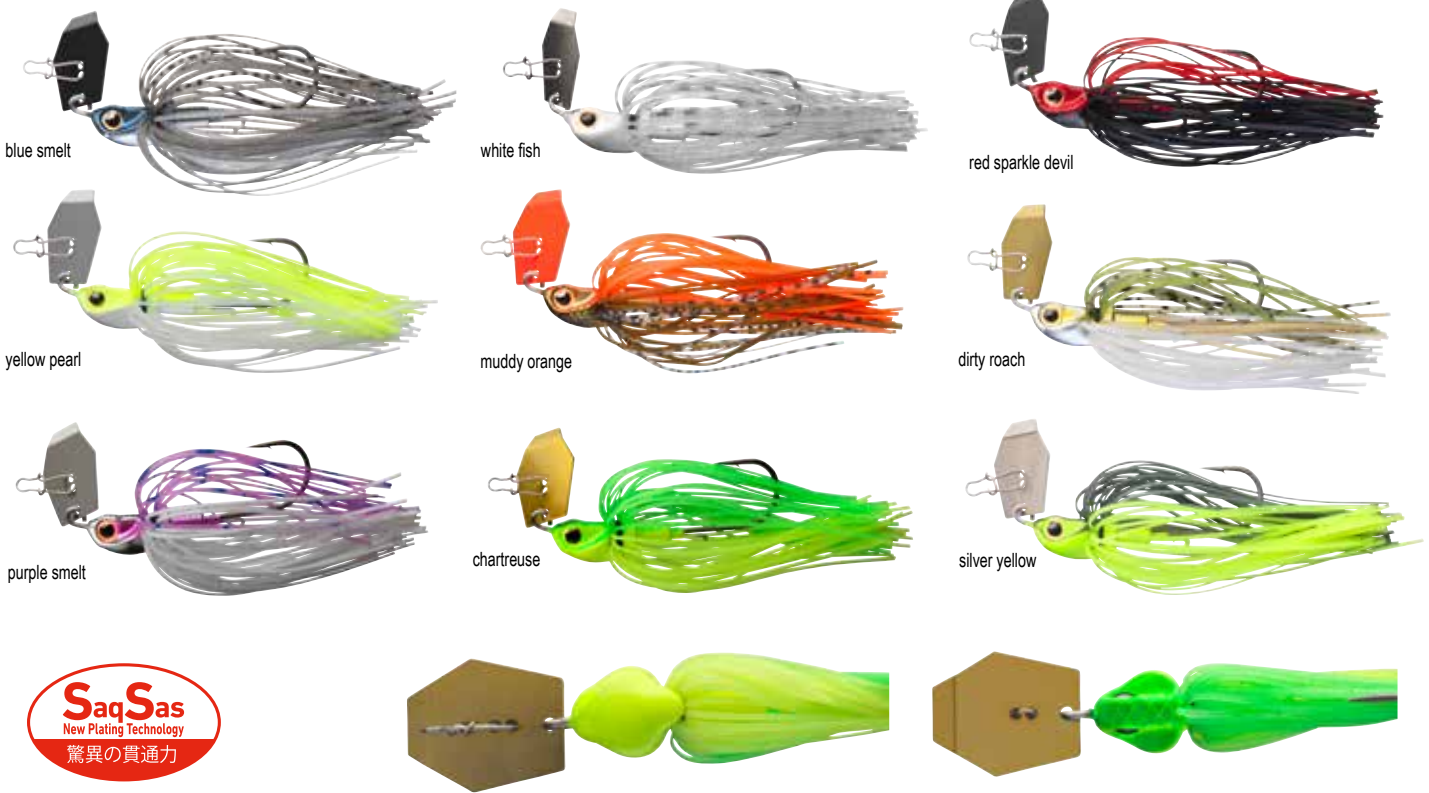 blue smelt
white fish
red sparkle devil
yellow pearl
muddy orange
dirty roach
purple smelt
chartreuse
silver yellow
SaqSas
New Plating Technology
驚異の貫通力